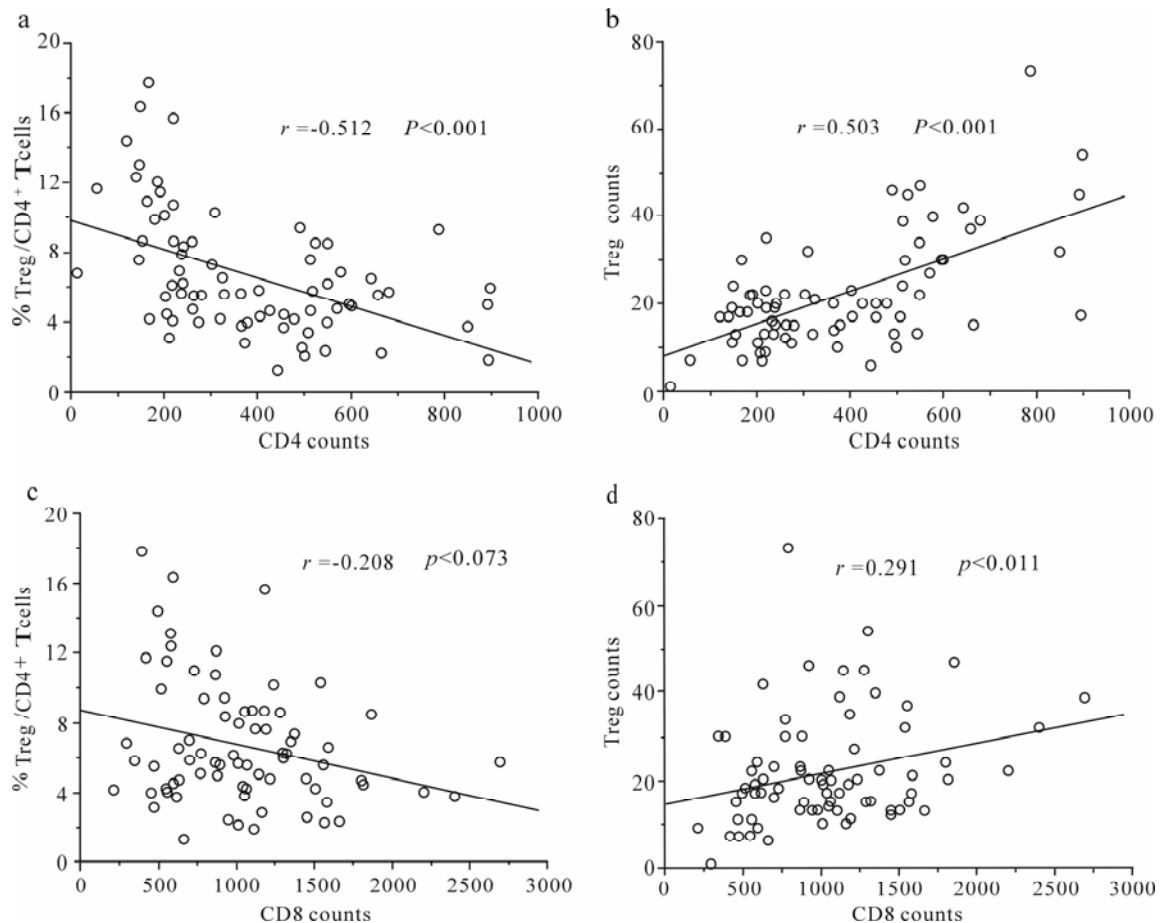 a
20
16
12
8
4
0
% Treg/CD4+ Tcells
r =-0.512 P<0.001
0 200 400 600 800 1000
CD4 counts
b
80
60
40
20
0
Treg counts
r =0.503 P<0.001
0 200 400 600 800 1000
CD4 counts
c
20
16
12
8
4
0
% Treg/CD4+ Tcells
r =-0.208 p<0.073
0 500 1000 1500 2000 2500 3000
CD8 counts
d
80
60
40
20
0
Treg counts
r =0.291 p<0.011
0 500 1000 1500 2000 2500 3000
CD8 counts